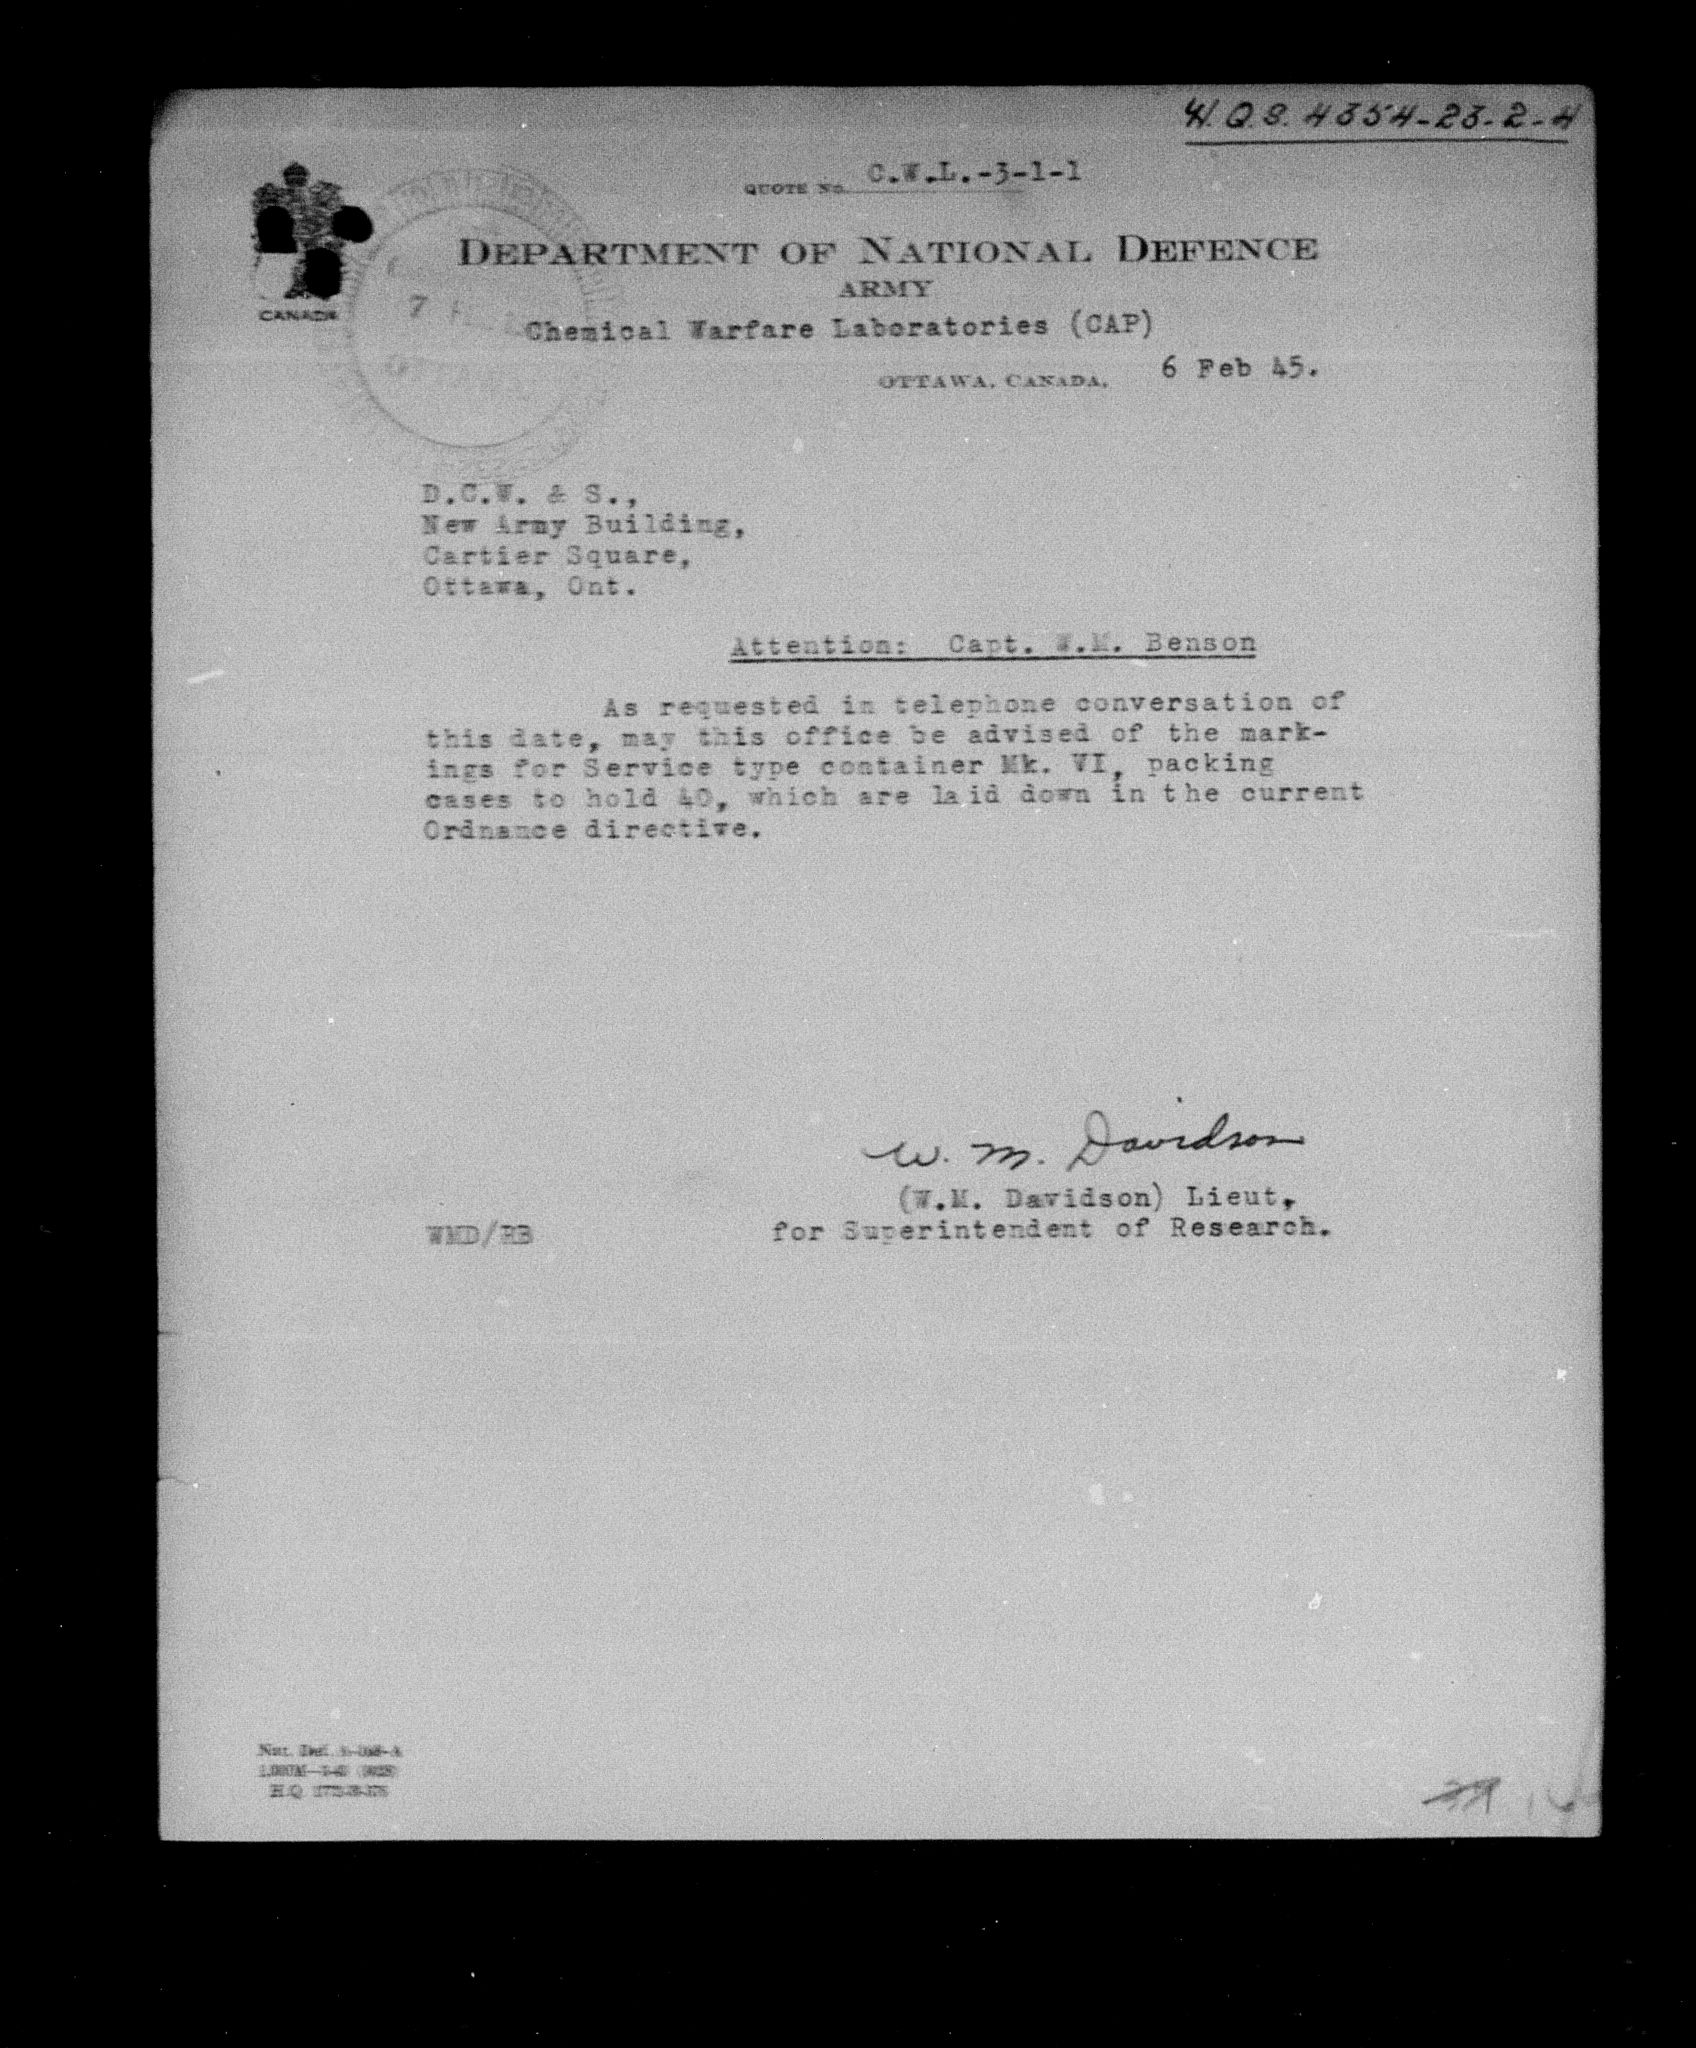 H.Q.S. 4354-23-2-4
QUOTE No. C.W.L.-3-1-1
CANADA
DEPARTMENT OF NATIONAL DEFENCE
ARMY
7
Chemical Warfare Laboratories (CAP)
OTTAWA, CANADA, 6 Feb 45.
D.C.W. & S.,
New Army Building,
Cartier Square,
Ottawa, Ont.
Attention: Capt. W.M. Benson
As requested in telephone conversation of
this date, may this office be advised of the mark-
ings for Service type container Mk. VI, packing
cases to hold 40, which are laid down in the current
Ordnance directive.
W. M. Davidson
(W.M. Davidson) Lieut,
for Superintendent of Research.
WMD/RB
Nat. Def.
H.Q.